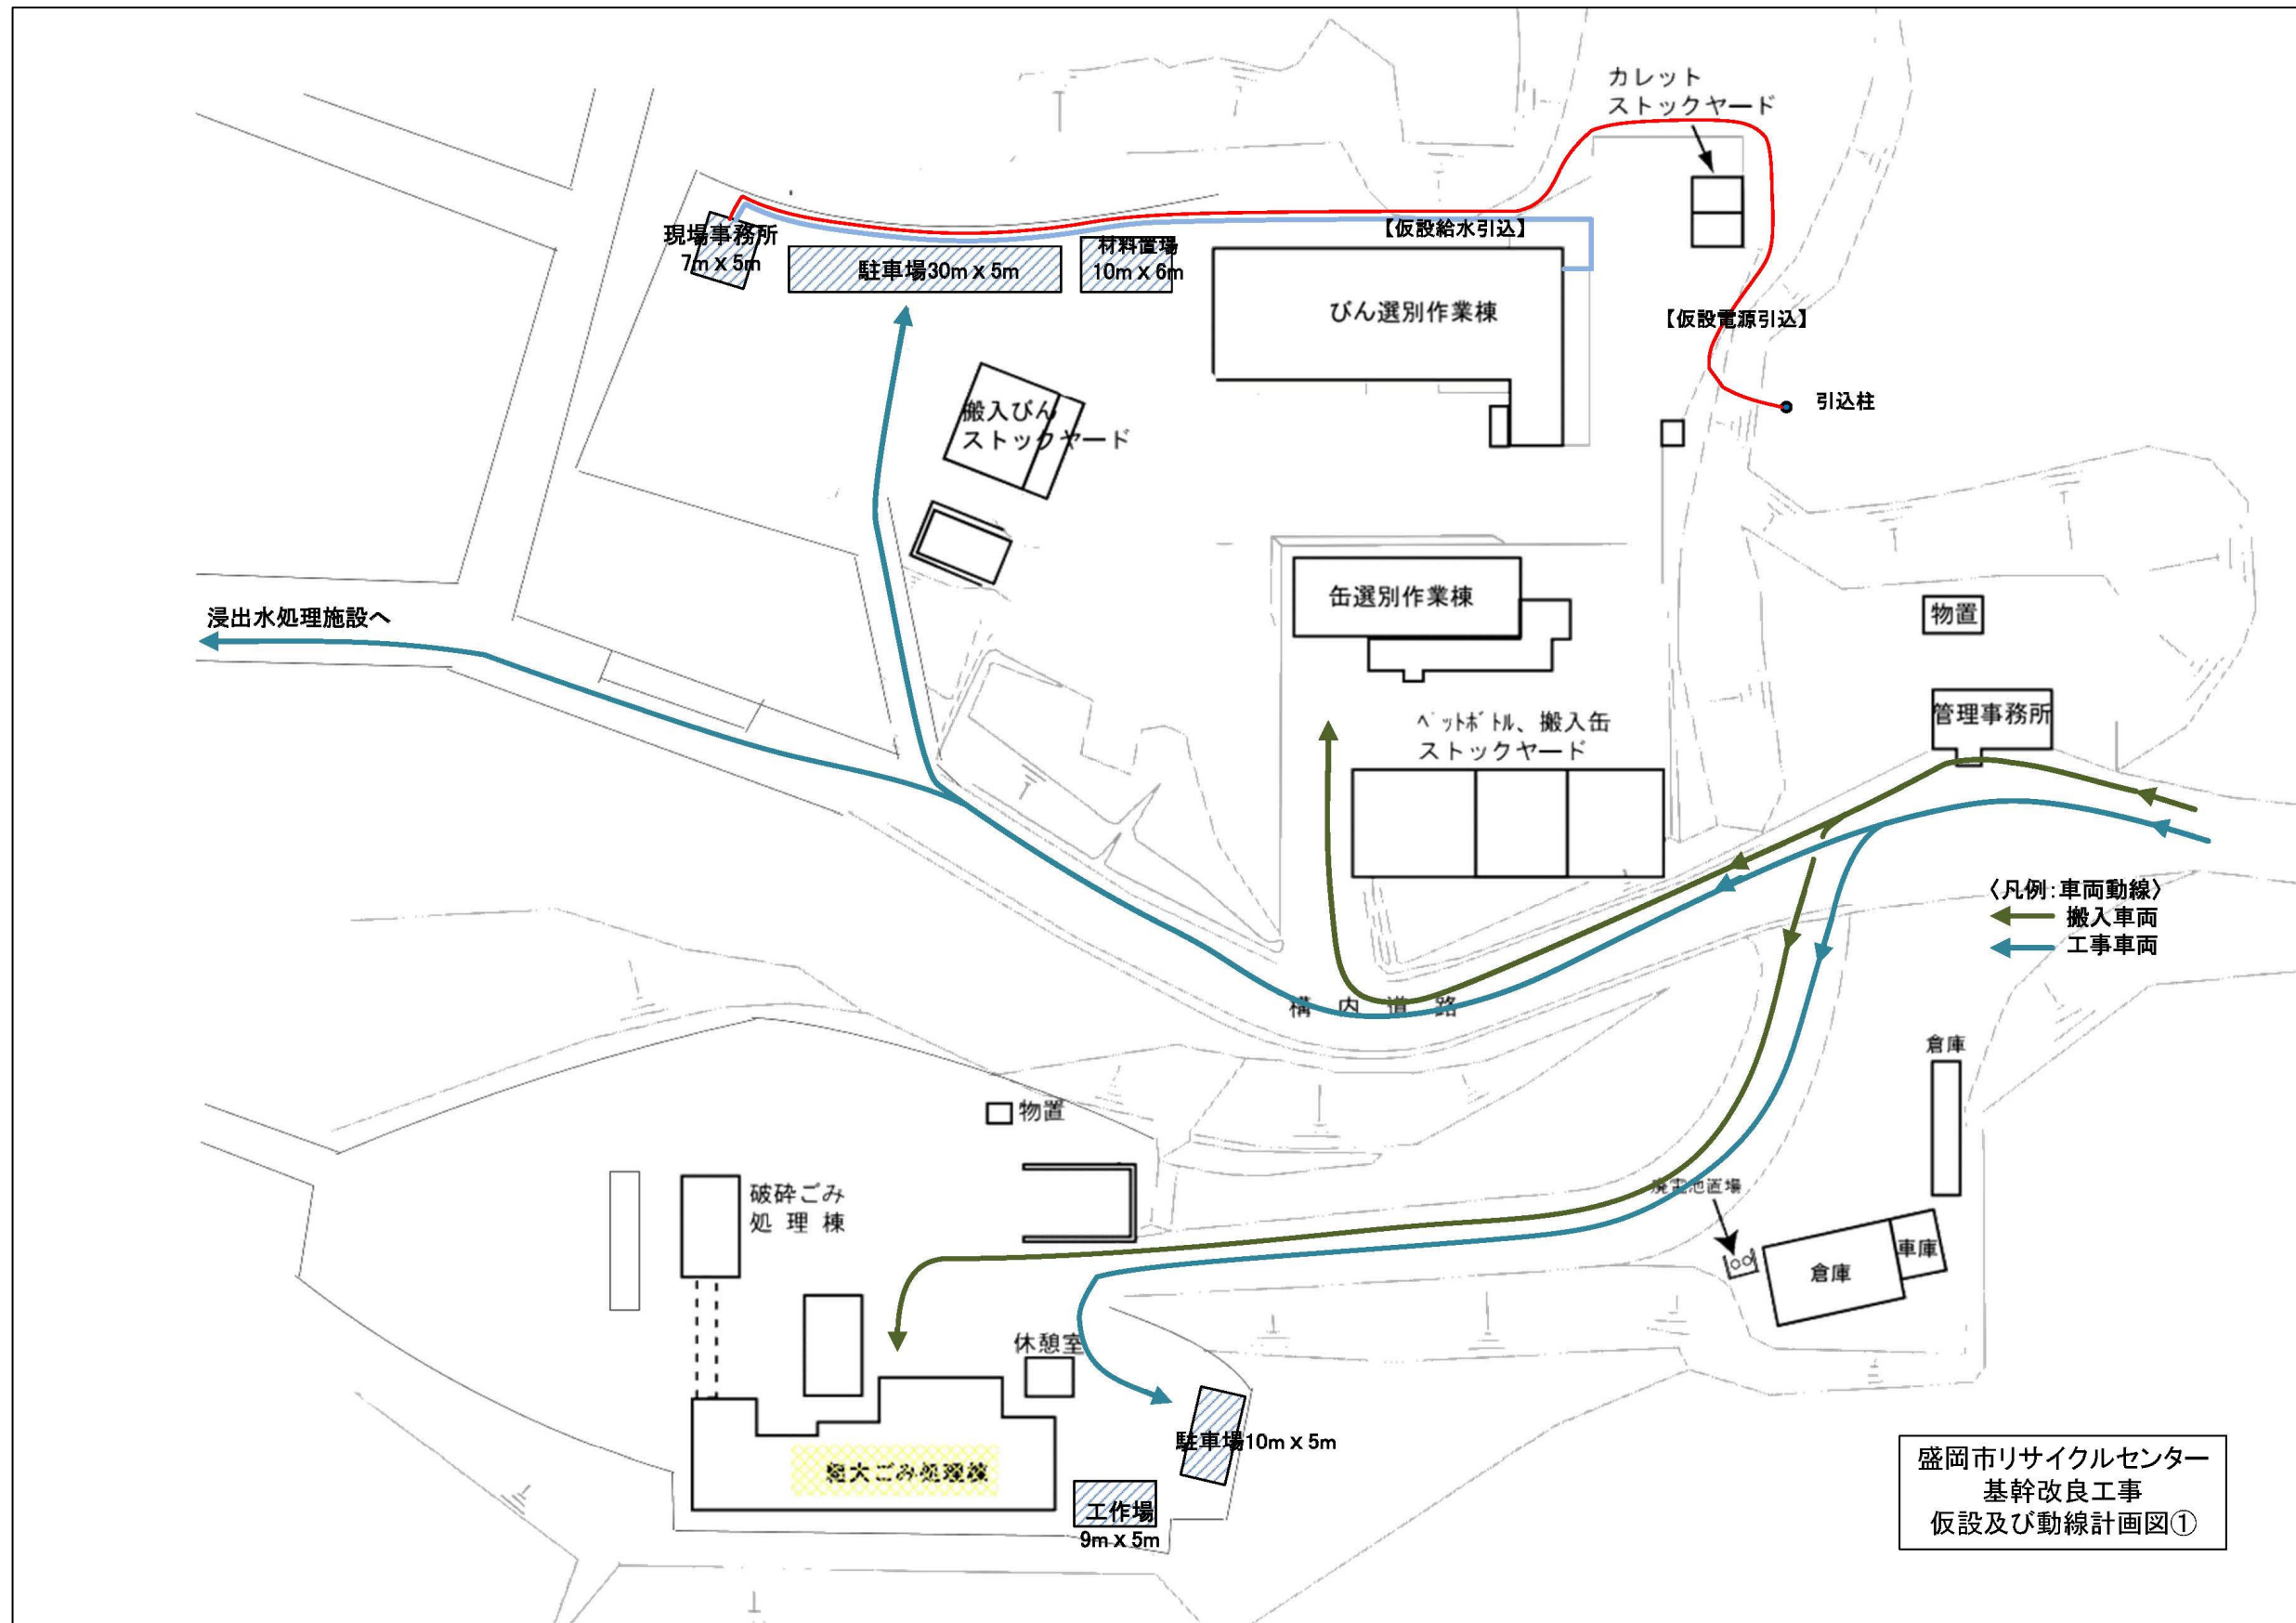 カレット
ストックヤード
現場事務所
7m x 5m
駐車場30m x 5m
材料置場
10m x 6m
【仮設給水引込】
びん選別作業棟
【仮設電源引込】
引込柱
搬入びん
ストックヤード
缶選別作業棟
物置
浸出水処理施設へ
管理事務所
ペットボトル、搬入缶
ストックヤード
〈凡例:車両動線〉
搬入車両
工事車両
構内道路
倉庫
物置
破砕ごみ
処理棟
廃電池置場
車庫
倉庫
休憩室
駐車場10m x 5m
粗大ごみ処理棟
工作場
9m x 5m
盛岡市リサイクルセンター
基幹改良工事
仮設及び動線計画図①